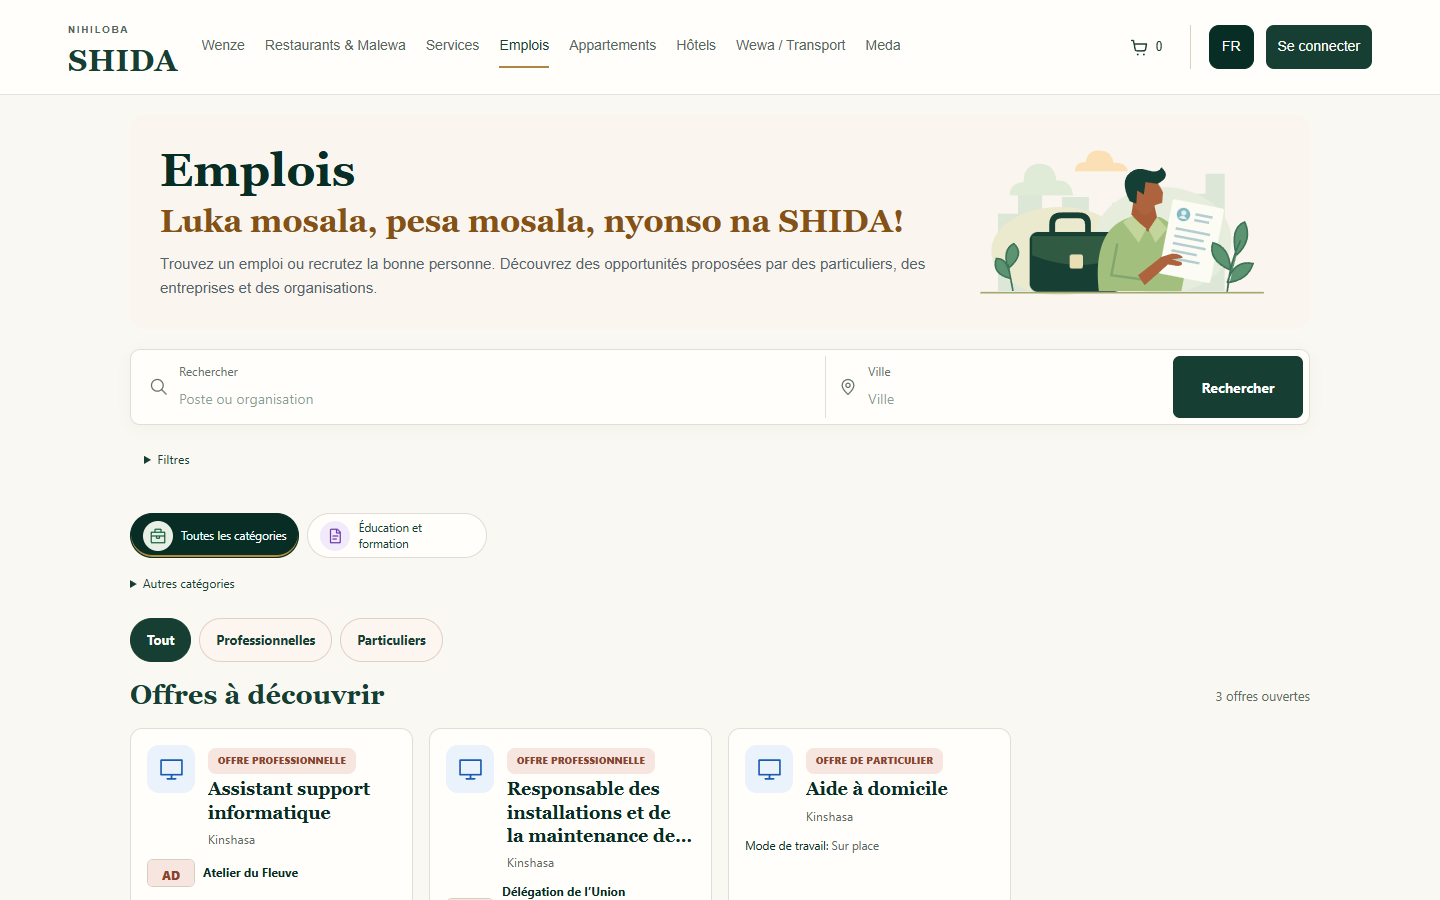 NIHILOBA
SHIDA
Wenze
Restaurants & Malewa
Services
Emplois
Appartements
Hôtels
Wewa / Transport
Meda
0
FR
Se connecter
Emplois
Luka mosala, pesa mosala, nyonso na SHIDA!
Trouvez un emploi ou recrutez la bonne personne. Découvrez des opportunités proposées par des particuliers, des
entreprises et des organisations.
Rechercher
Poste ou organisation
Ville
Ville
Rechercher
Filtres
Toutes les catégories
Éducation et
formation
Autres catégories
Tout
Professionnelles
Particuliers
Offres à découvrir
3 offres ouvertes
OFFRE PROFESSIONNELLE
Assistant support
informatique
Kinshasa
AD
Atelier du Fleuve
OFFRE PROFESSIONNELLE
Responsable des
installations et de
la maintenance de...
Kinshasa
Délégation de l'Union
OFFRE DE PARTICULIER
Aide à domicile
Kinshasa
Mode de travail: Sur place